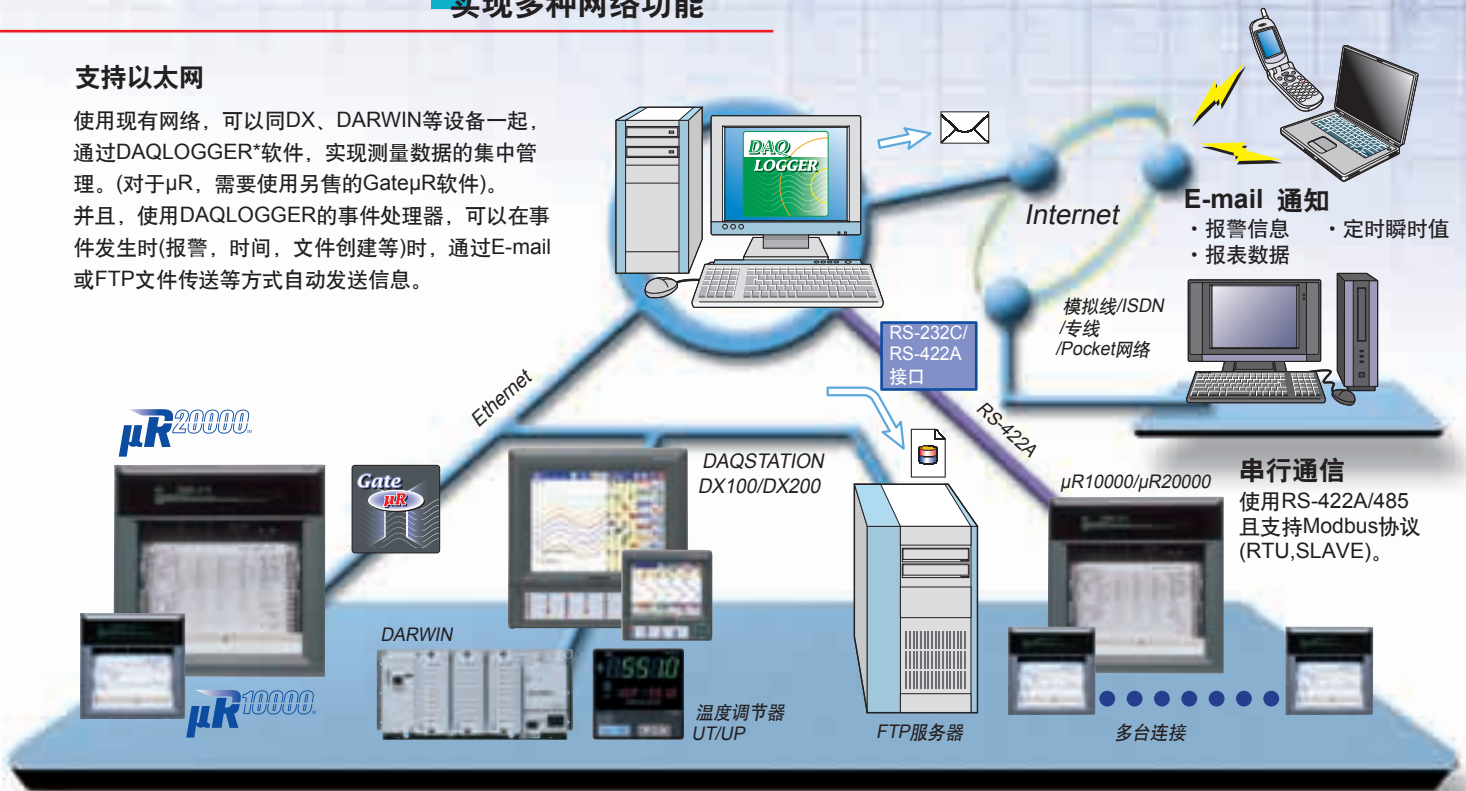 实现多种网络功能
支持以太网
使用现有网络，可以同DX、DARWIN等设备一起，
通过DAQLOGGER*软件，实现测量数据的集中管
理。(对于μR，需要使用另售的GateμR软件)。
并且，使用DAQLOGGER的事件处理器，可以在事
件发生时(报警，时间，文件创建等)时，通过E-mail
或FTP文件传送等方式自动发送信息。
DAQ
LOGGER
Internet
E-mail 通知
・报警信息 ・定时瞬时值
・报表数据
模拟线/ISDN
/专线
/Pocket网络
RS-232C/
RS-422A
接口
Ethernet
RS-422A
μR20000
Gate
μR
DAQSTATION
DX100/DX200
μR10000/μR20000
串行通信
使用RS-422A/485
且支持Modbus协议
(RTU,SLAVE)。
DARWIN
μR10000
温度调节器
UT/UP
FTP服务器
多台连接